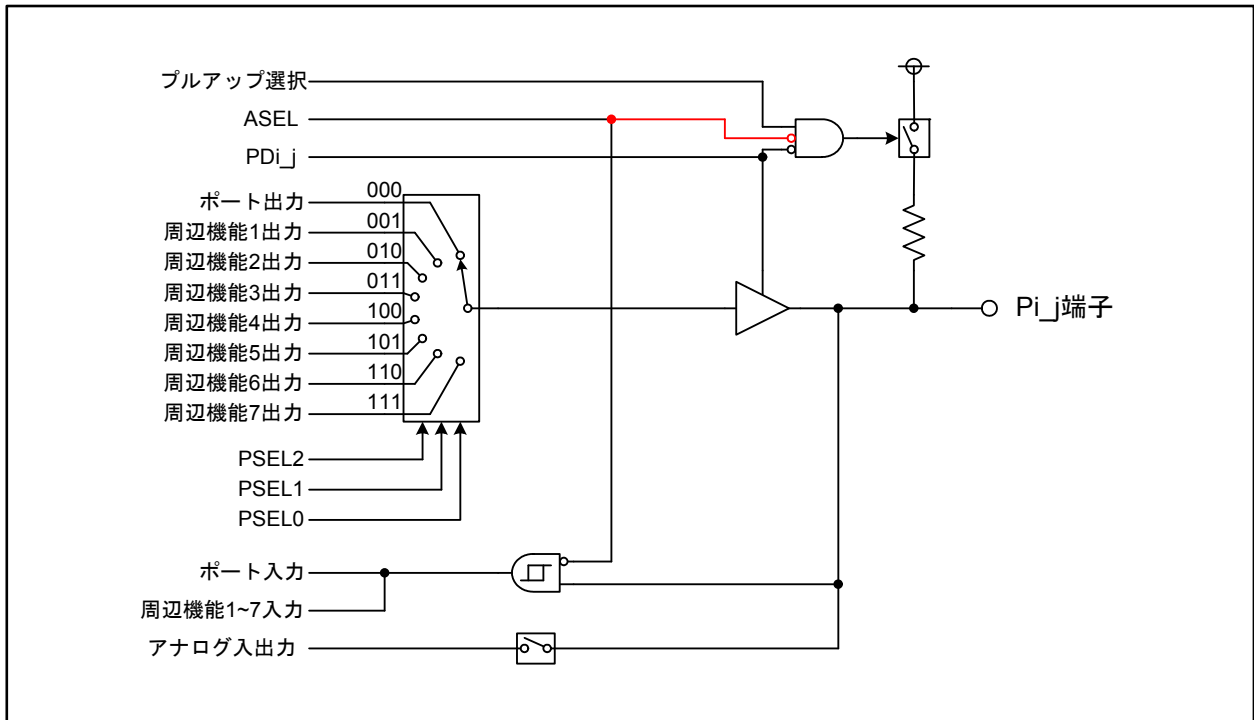 プルアップ選択
ASEL
PDi_j
ポート出力
000
周辺機能1出力
001
周辺機能2出力
010
周辺機能3出力
011
周辺機能4出力
100
周辺機能5出力
101
周辺機能6出力
110
周辺機能7出力
111
Pi_j端子
PSEL2
PSEL1
PSEL0
ポート入力
周辺機能1~7入力
アナログ入出力